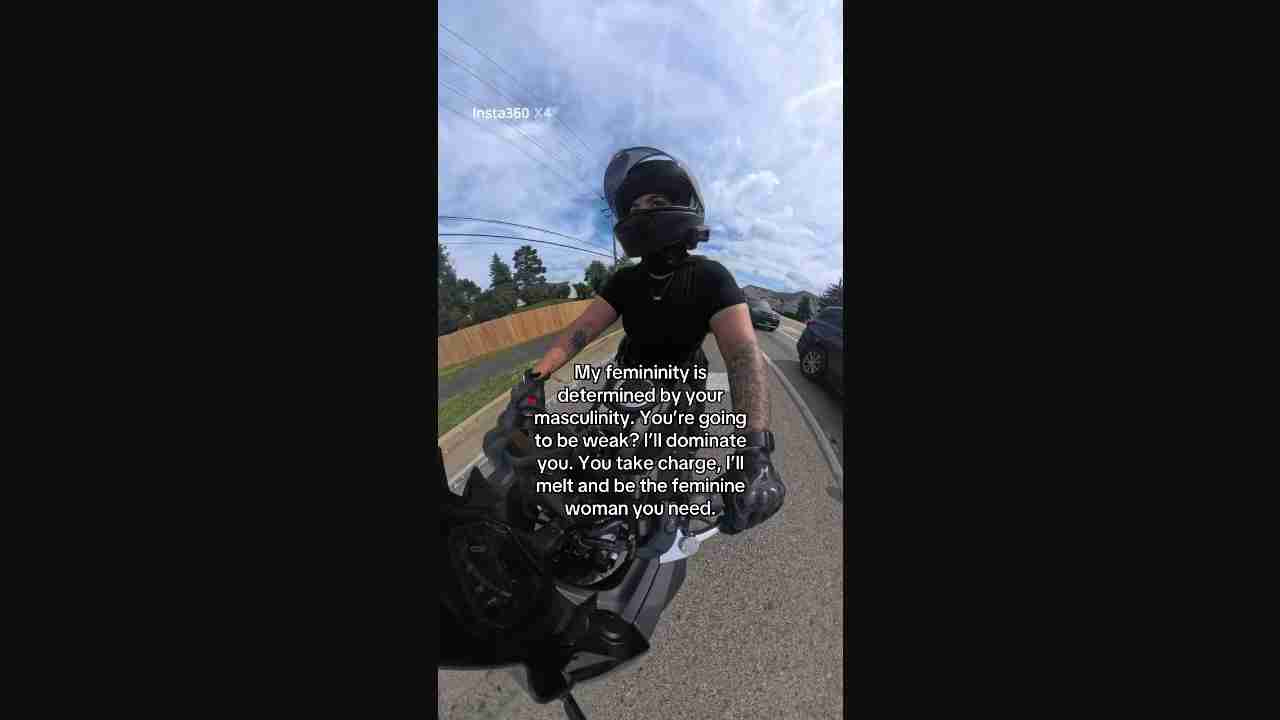 Insta360 X4
My femininity is
determined by your
masculinity. You're going
to be weak? I'll dominate
you. You take charge, I'll
melt and be the feminine
woman you need.